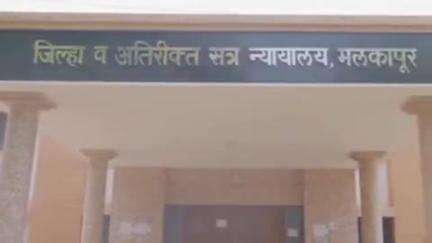 जिल्हा व अतिरीक्त सत्र न्यायालय, मलकापूर